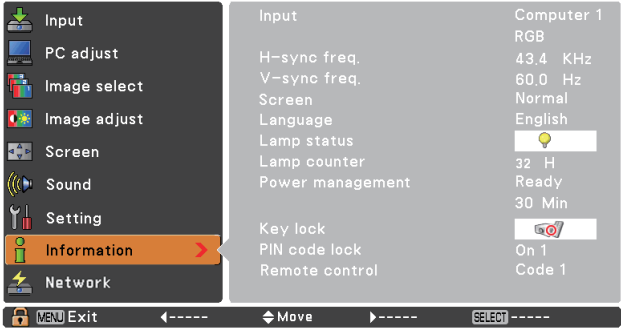 Input
PC adjust
Image select
Image adjust
Screen
Sound
Setting
Information
Network
Input Computer 1
RGB
H-sync freq. 43.4 KHz
V-sync freq. 60.0 Hz
Screen Normal
Language English
Lamp status
Lamp counter 32 H
Power management Ready
30 Min
Key lock
PIN code lock On 1
Remote control Code 1
MENU Exit ----- Move ----- SELECT -----